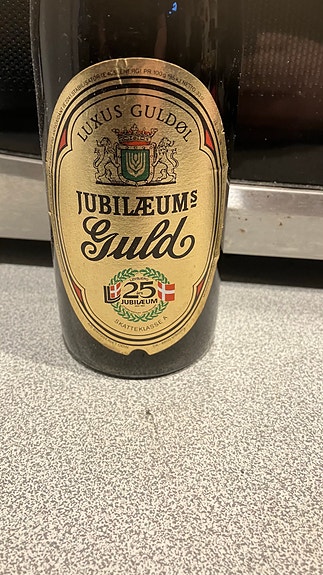 LUXUS GULDØL
JUBILÆUMS
Guld
25
JUBILÆUM
SKATTEKLASSE A